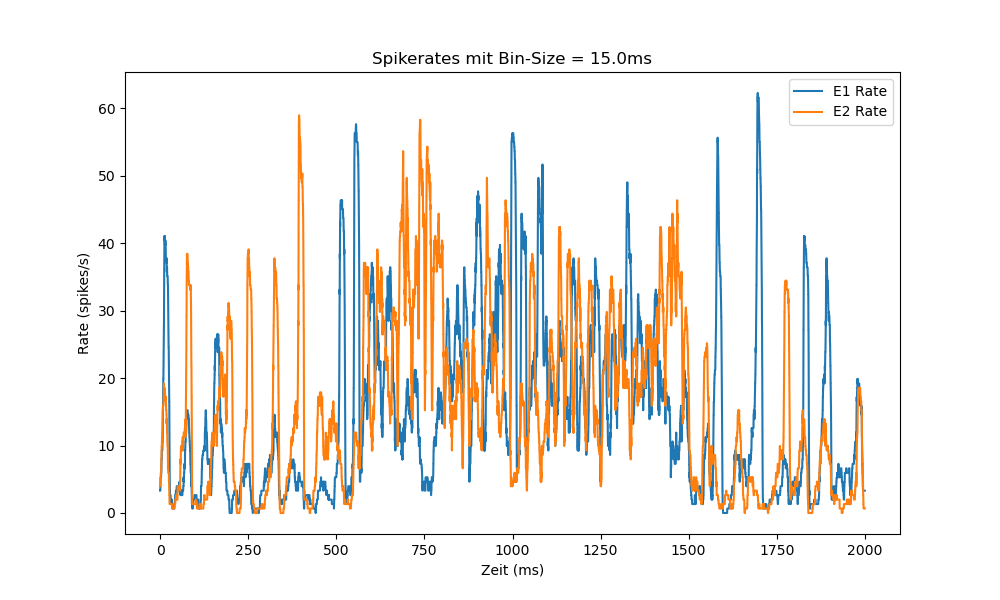 Spikerates mit Bin-Size = 15.0ms
E1 Rate
E2 Rate
Rate (spikes/s)
60
50
40
30
20
10
0
0 250 500 750 1000 1250 1500 1750 2000
Zeit (ms)